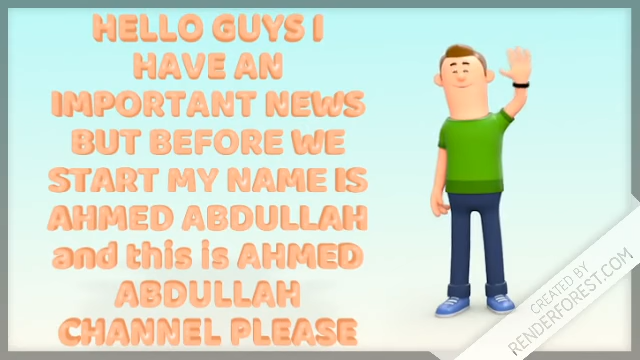 HELLO GUYS I
HAVE AN
IMPORTANT NEWS
BUT BEFORE WE
START MY NAME IS
AHMED ABDULLAH
and this is AHMED
ABDULLAH
CHANNEL PLEASE
CREATED BY
RENDERFOREST.COM